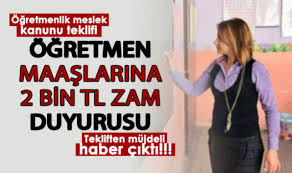 Öğretmenlik meslek
kanunu teklifi
ÖĞRETMEN
MAAŞLARINA
2 BİN TL ZAM
DUYURUSU
Tekliften müjdeli
haber çıktı!!!